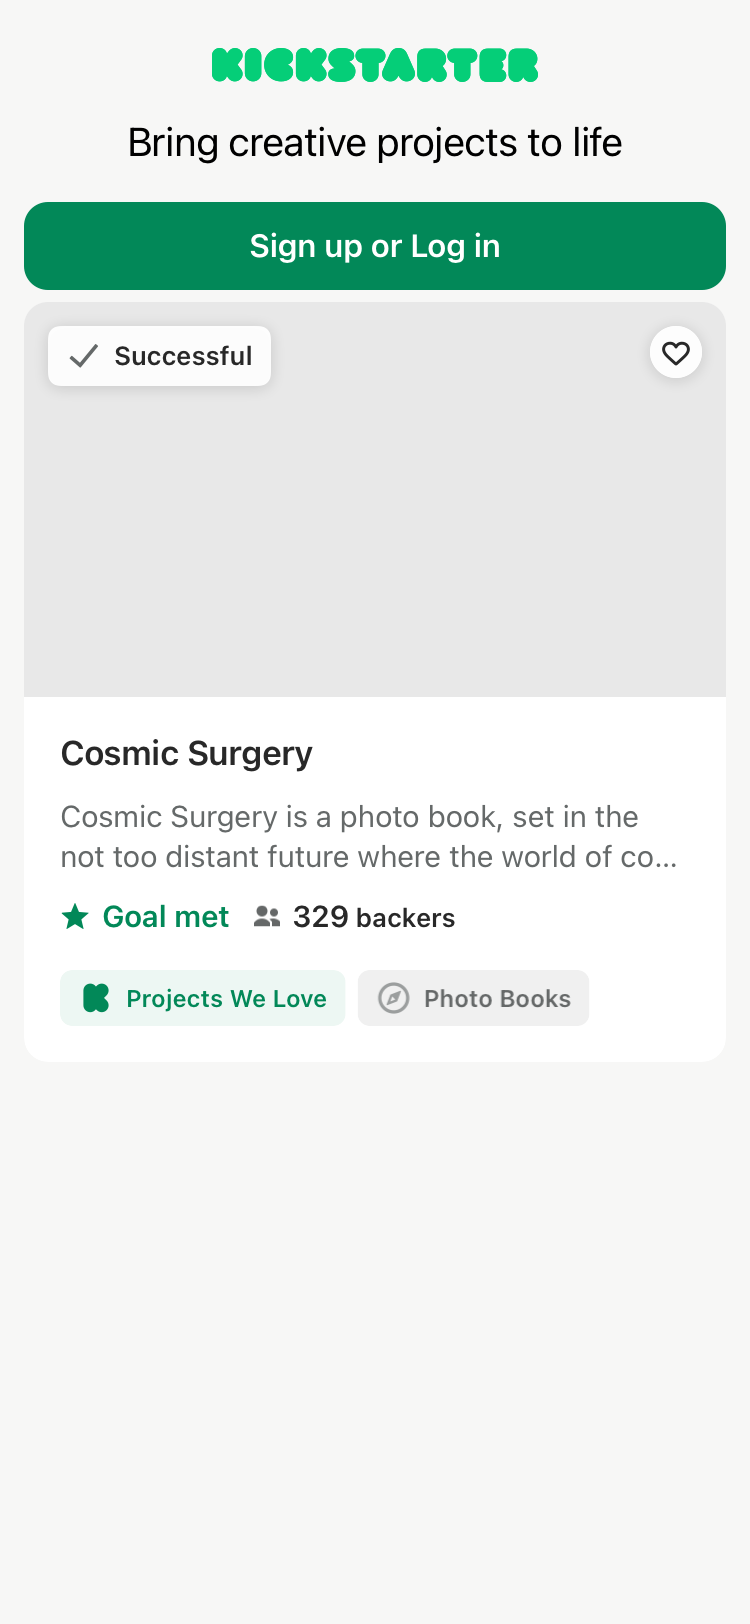 KICKSTARTER
Bring creative projects to life
Sign up or Log in
Successful
Cosmic Surgery
Cosmic Surgery is a photo book, set in the
not too distant future where the world of co...
Goal met 329 backers
Projects We Love Photo Books